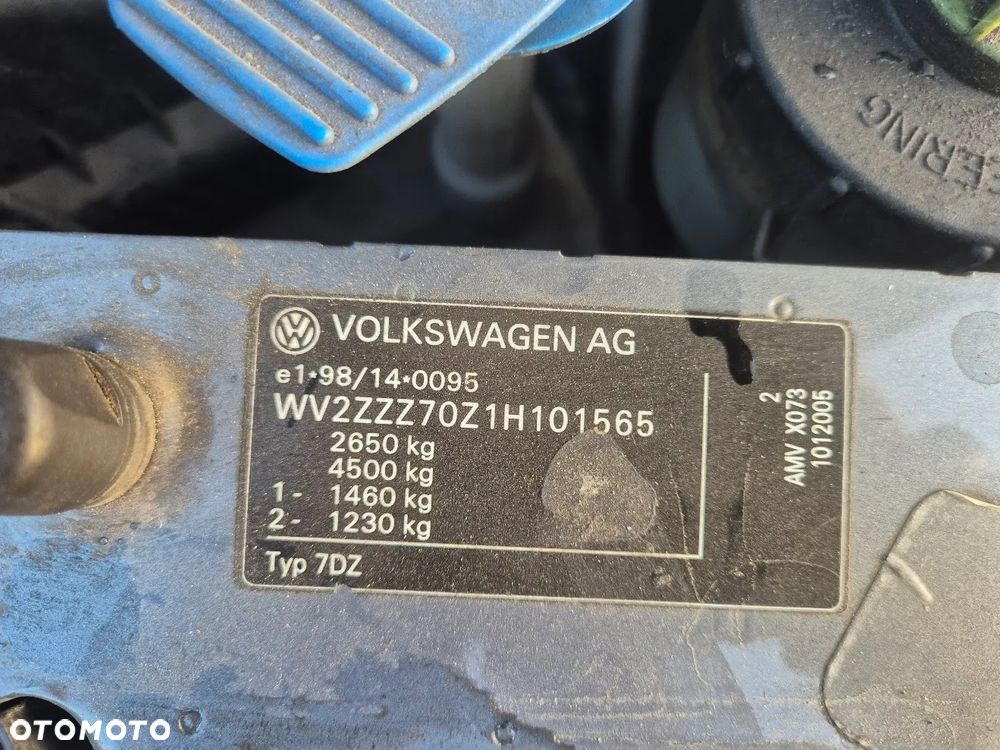 CERING
VOLKSWAGEN AG
e1*98/14*0095
WV2ZZZ70Z1H101565
2650 kg
4500 kg
1- 1460 kg
2- 1230 kg
Typ 7DZ
2
AMV X073
1012005
OTOMOTO